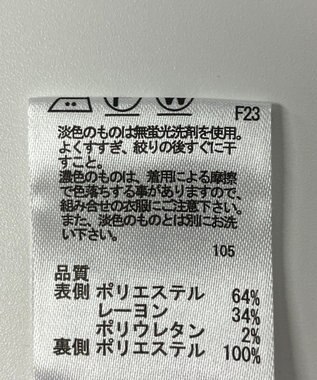 F23
淡色のものは無蛍光洗剤を使用。
よくすすぎ、絞りの後すぐに干
すこと。
濃色のものは、着用による摩擦
で色落ちする事がありますので、
組み合せの衣服にご注意下さい。
また、淡色のものとは別にお洗
い下さい。
105
品質
表側 ポリエステル 64%
レーヨン 34%
ポリウレタン 2%
裏側 ポリエステル 100%